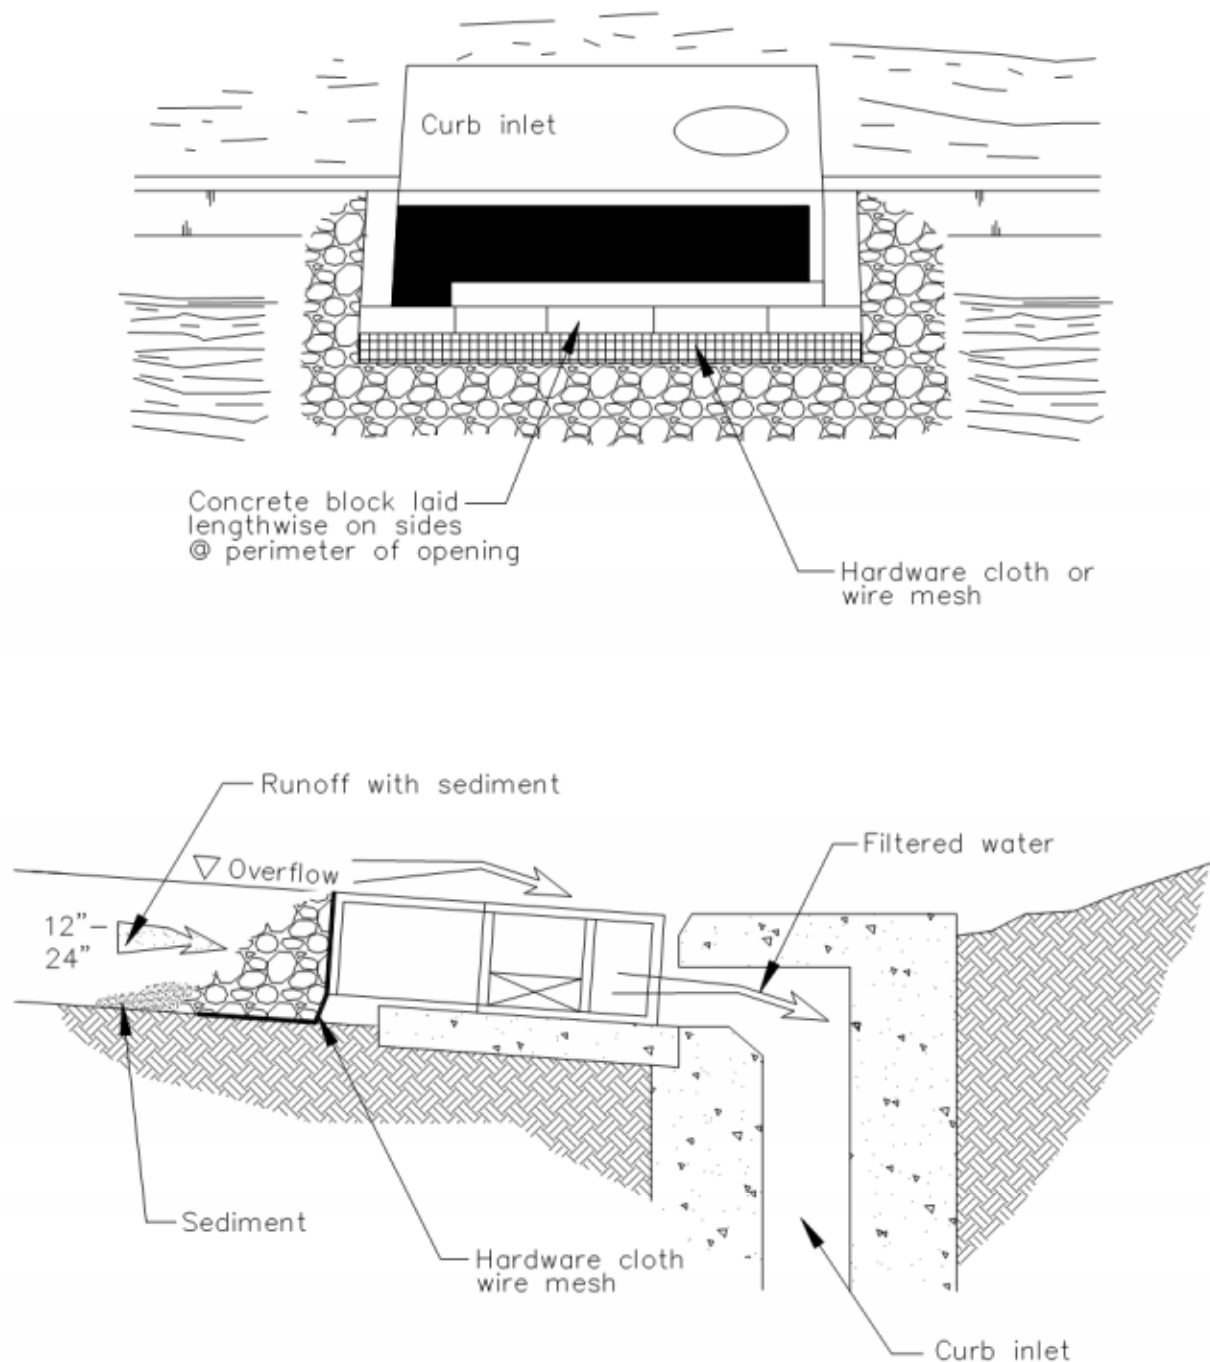 Curb inlet
Concrete block laid
lengthwise on sides
@ perimeter of opening
Hardware cloth or
wire mesh
Runoff with sediment
Filtered water
Overflow
12"–
24"
Sediment
Hardware cloth
wire mesh
Curb inlet